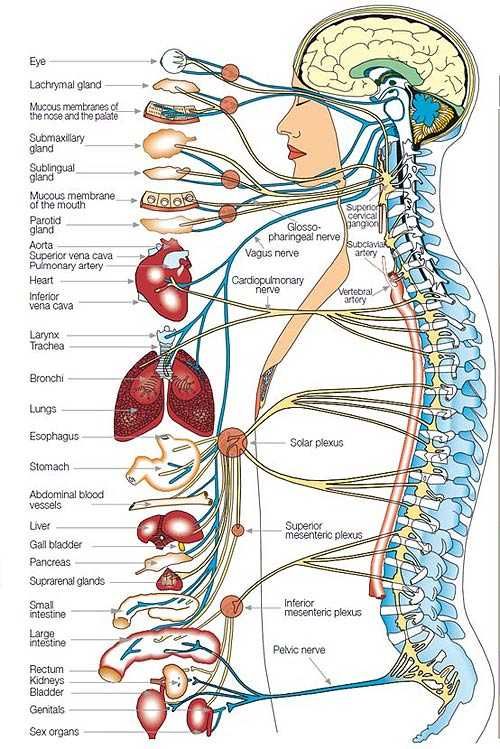 Eye
Lachrymal gland
Mucous membranes of
the nose and the palate
Submaxillary
gland
Sublingual
gland
Mucous membrane
of the mouth
Parotid
gland
Aorta
Superior vena cava
Pulmonary artery
Heart
Inferior
vena cava
Larynx
Trachea
Bronchi
Lungs
Esophagus
Stomach
Abdominal blood
vessels
Liver
Gall bladder
Pancreas
Suprarenal glands
Small
intestine
Large
intestine
Rectum
Kidneys
Bladder
Genitals
Sex organs
Superior
cervical
ganglion
Glosso-
pharingeal nerve
Vagus nerve
Subclavial
artery
Cardiopulmonary
nerve
Vertebral
artery
Solar plexus
Superior
mesenteric plexus
Inferior
mesenteric plexus
Pelvic nerve